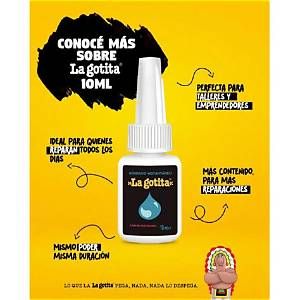 CONOCÉ MÁS
SOBRE
La gotita
10ML
PERFECTA PARA
TALLERES Y
EMPRENDEDORES
IDEAL PARA QUIENES
REPARAN TODOS LOS
DÍAS
La gotita
MÁS CONTENIDO,
PARA MÁS
REPARACIONES
MISMO PODER
MISMA DURACIÓN
LO QUE LA La gotita PEGA, NADA, NADA LO DESPEGA.